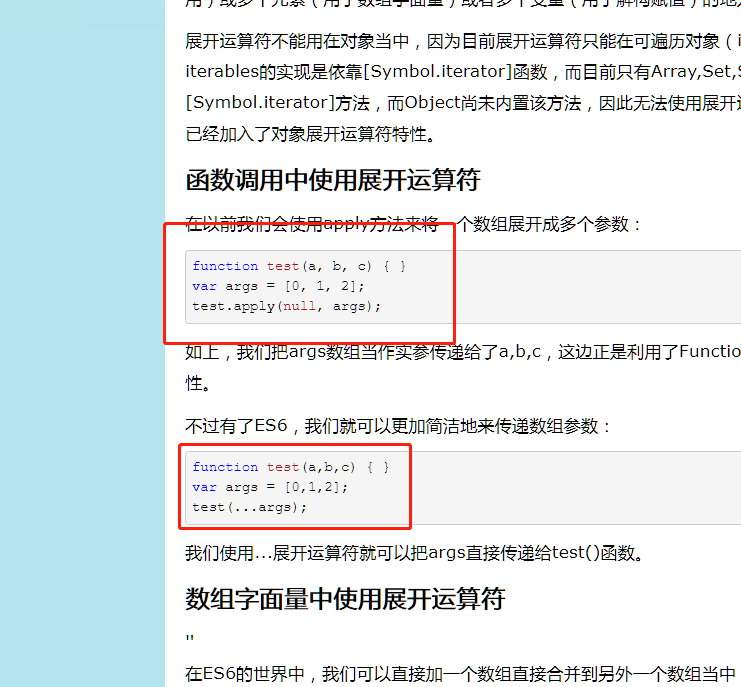 用）或多个元素（用于数组字面量）或者多个变量（用于解构赋值）的地
展开运算符不能用在对象当中，因为目前展开运算符只能在可遍历对象（i
iterables的实现是依靠[Symbol.iterator]函数，而目前只有Array,Set,S
[Symbol.iterator]方法，而Object尚未内置该方法，因此无法使用展开运
已经加入了对象展开运算符特性。
函数调用中使用展开运算符
在以前我们会使用apply方法来将一个数组展开成多个参数：
function test(a, b, c) { }
var args = [0, 1, 2];
test.apply(null, args);
如上，我们把args数组当作实参传递给了a,b,c，这边正是利用了Functio
性。
不过有了ES6，我们就可以更加简洁地来传递数组参数：
function test(a,b,c) { }
var args = [0,1,2];
test(...args);
我们使用...展开运算符就可以把args直接传递给test()函数。
数组字面量中使用展开运算符
"
在ES6的世界中，我们可以直接加一个数组直接合并到另外一个数组当中